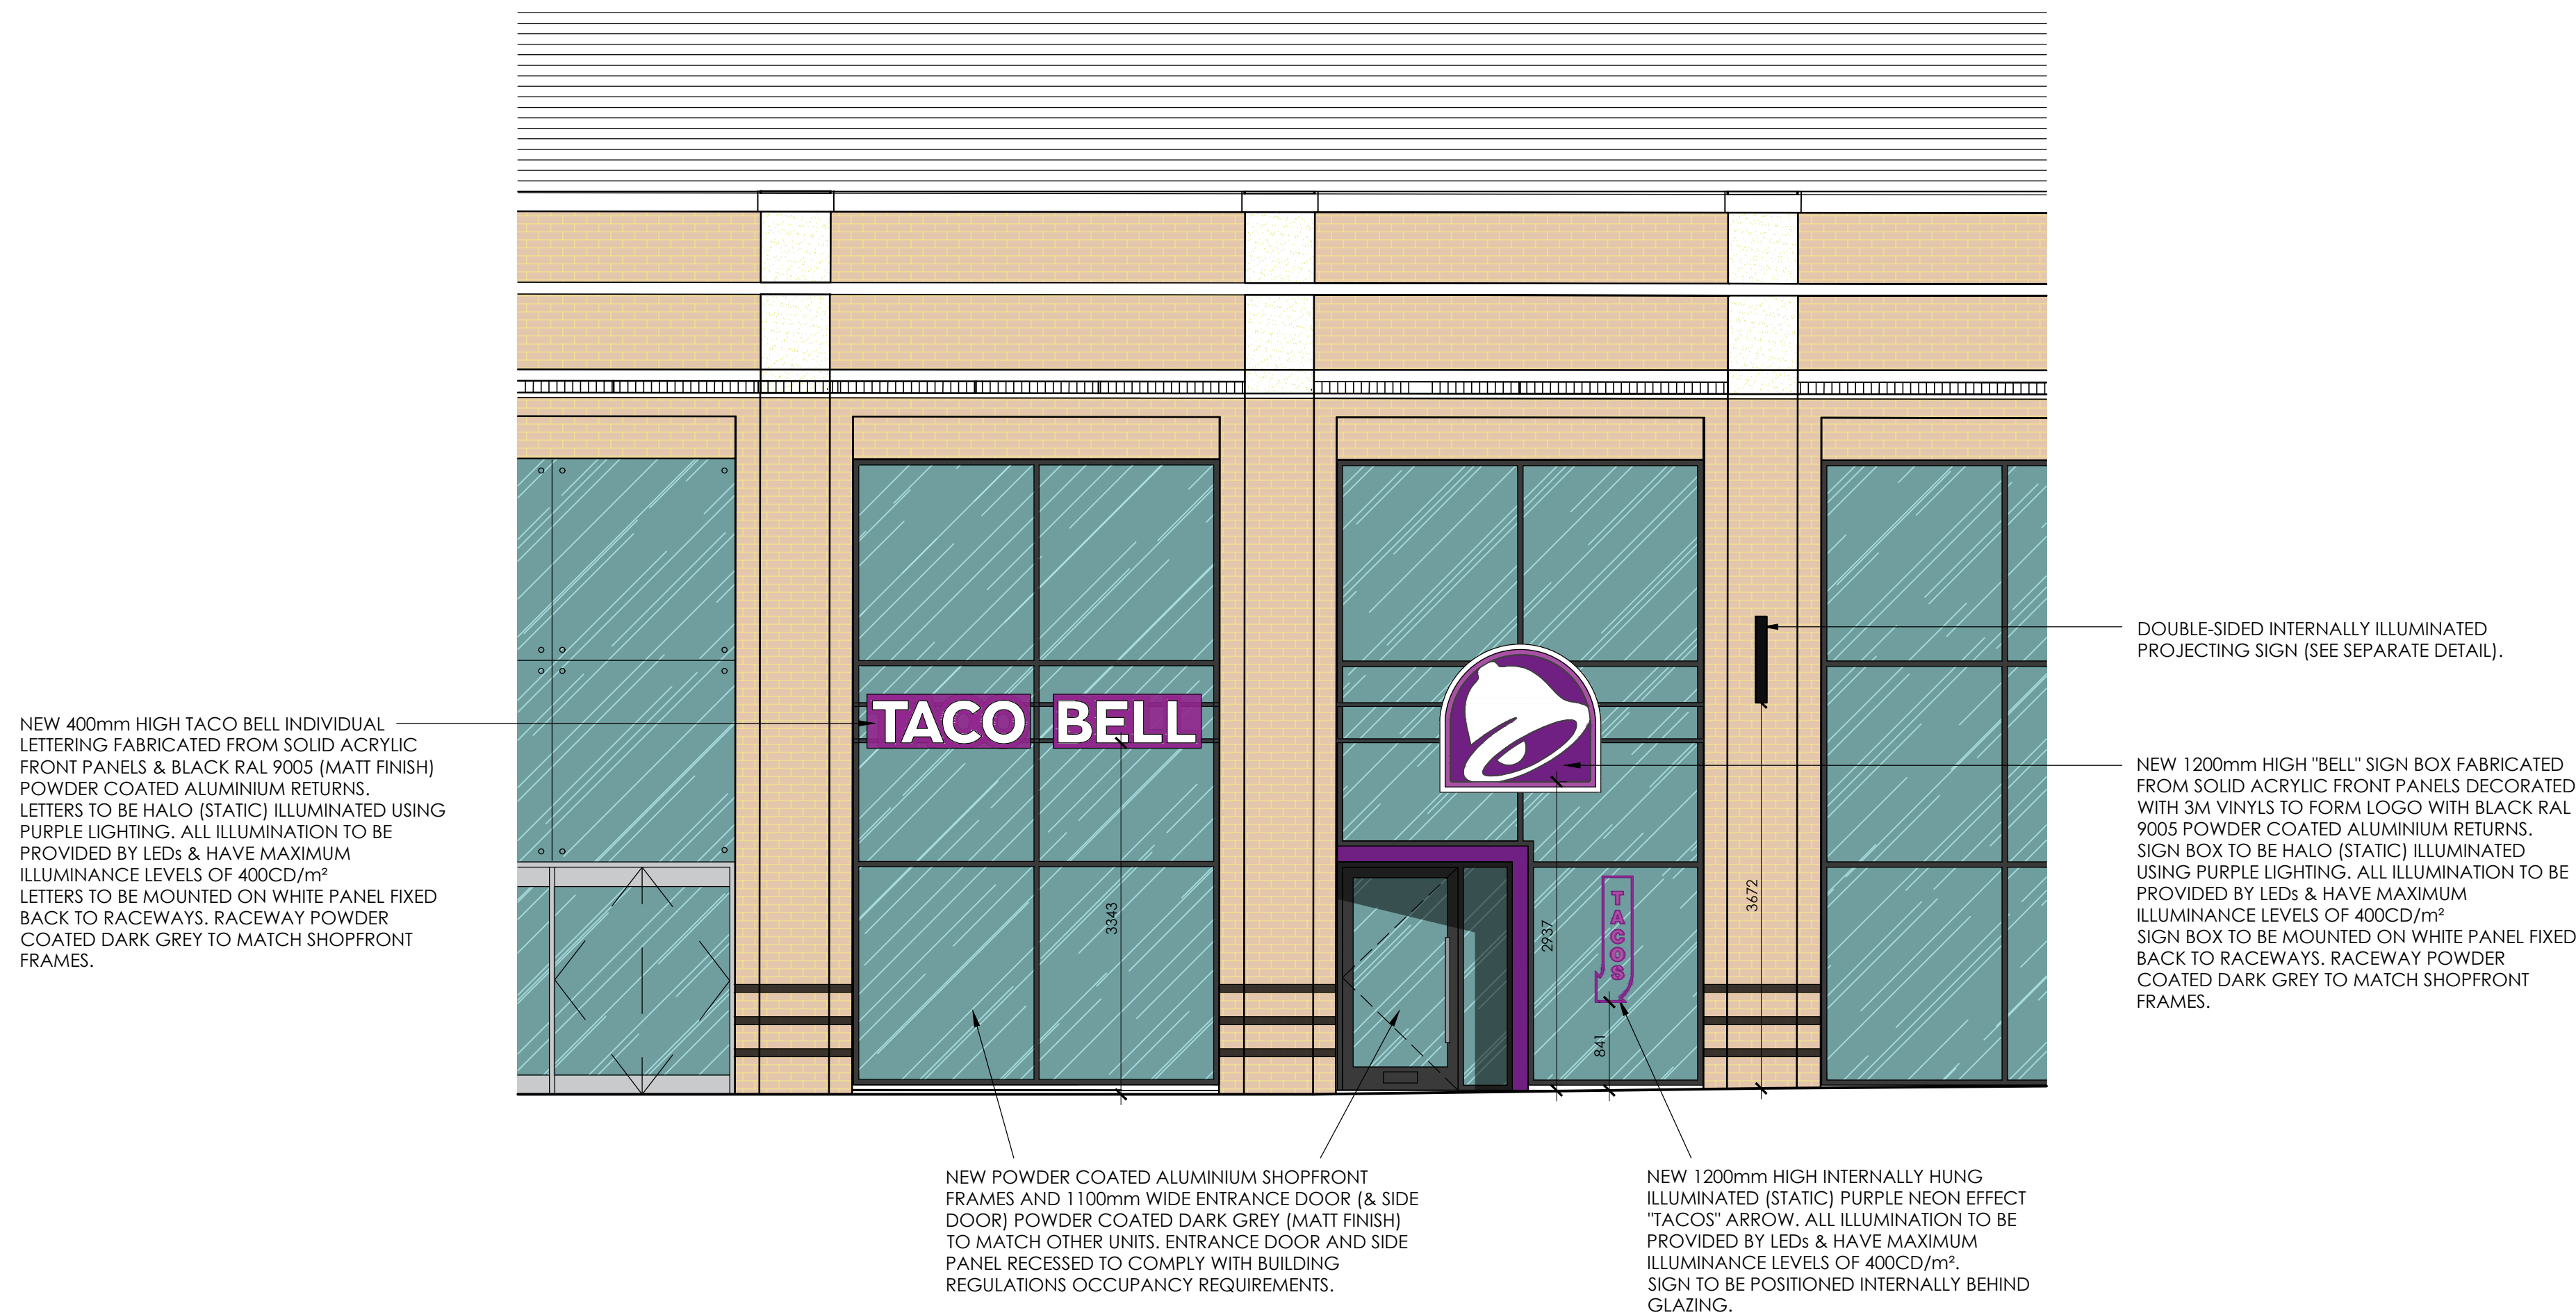 TACO BELL
DOUBLE-SIDED INTERNALLY ILLUMINATED
PROJECTING SIGN (SEE SEPARATE DETAIL).
NEW 400mm HIGH TACO BELL INDIVIDUAL
LETTERING FABRICATED FROM SOLID ACRYLIC
FRONT PANELS & BLACK RAL 9005 (MATT FINISH)
POWDER COATED ALUMINIUM RETURNS.
LETTERS TO BE HALO (STATIC) ILLUMINATED USING
PURPLE LIGHTING. ALL ILLUMINATION TO BE
PROVIDED BY LEDs & HAVE MAXIMUM
ILLUMINANCE LEVELS OF 400CD/m²
LETTERS TO BE MOUNTED ON WHITE PANEL FIXED
BACK TO RACEWAYS. RACEWAY POWDER
COATED DARK GREY TO MATCH SHOPFRONT
FRAMES.
NEW 1200mm HIGH "BELL" SIGN BOX FABRICATED
FROM SOLID ACRYLIC FRONT PANELS DECORATED
WITH 3M VINYLS TO FORM LOGO WITH BLACK RAL
9005 POWDER COATED ALUMINIUM RETURNS.
SIGN BOX TO BE HALO (STATIC) ILLUMINATED
USING PURPLE LIGHTING. ALL ILLUMINATION TO BE
PROVIDED BY LEDs & HAVE MAXIMUM
ILLUMINANCE LEVELS OF 400CD/m²
SIGN BOX TO BE MOUNTED ON WHITE PANEL FIXED
BACK TO RACEWAYS. RACEWAY POWDER
COATED DARK GREY TO MATCH SHOPFRONT
FRAMES.
3343
2937
TACOS
841
3672
NEW POWDER COATED ALUMINIUM SHOPFRONT
FRAMES AND 1100mm WIDE ENTRANCE DOOR (& SIDE
DOOR) POWDER COATED DARK GREY (MATT FINISH)
TO MATCH OTHER UNITS. ENTRANCE DOOR AND SIDE
PANEL RECESSED TO COMPLY WITH BUILDING
REGULATIONS OCCUPANCY REQUIREMENTS.
NEW 1200mm HIGH INTERNALLY HUNG
ILLUMINATED (STATIC) PURPLE NEON EFFECT
"TACOS" ARROW. ALL ILLUMINATION TO BE
PROVIDED BY LEDs & HAVE MAXIMUM
ILLUMINANCE LEVELS OF 400CD/m².
SIGN TO BE POSITIONED INTERNALLY BEHIND
GLAZING.